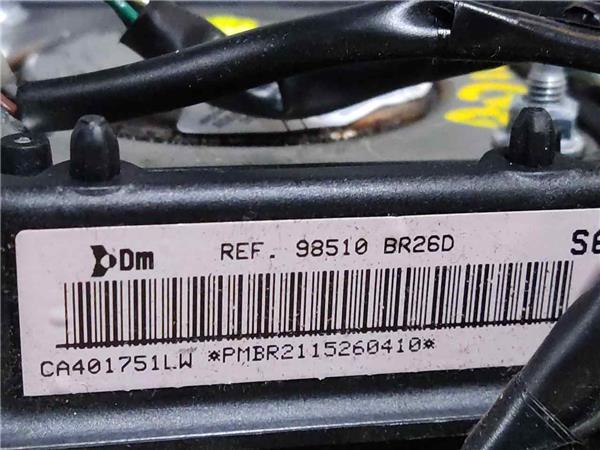 Dm REF. 98510 BR26D
CA401751LW *PMBR2115260410*